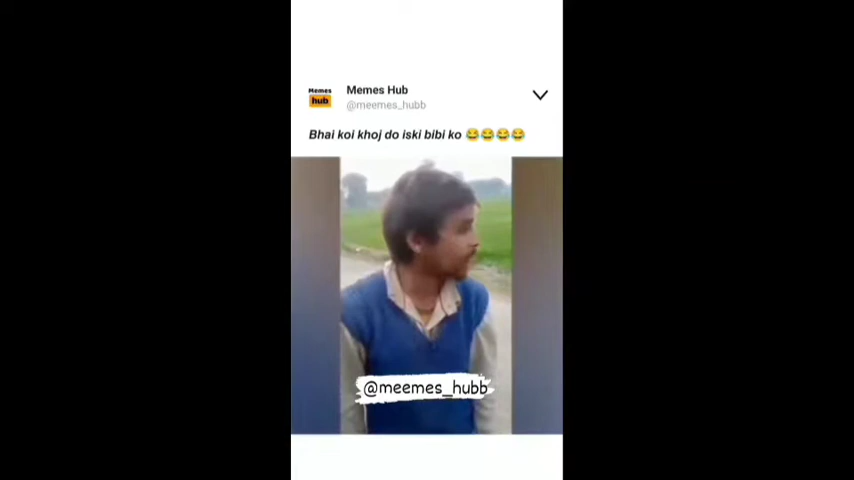 Memes
hub
Memes Hub
@meemes_hubb
Bhai koi khoj do iski bibi ko 😂😂😂😂
@meemes_hubb